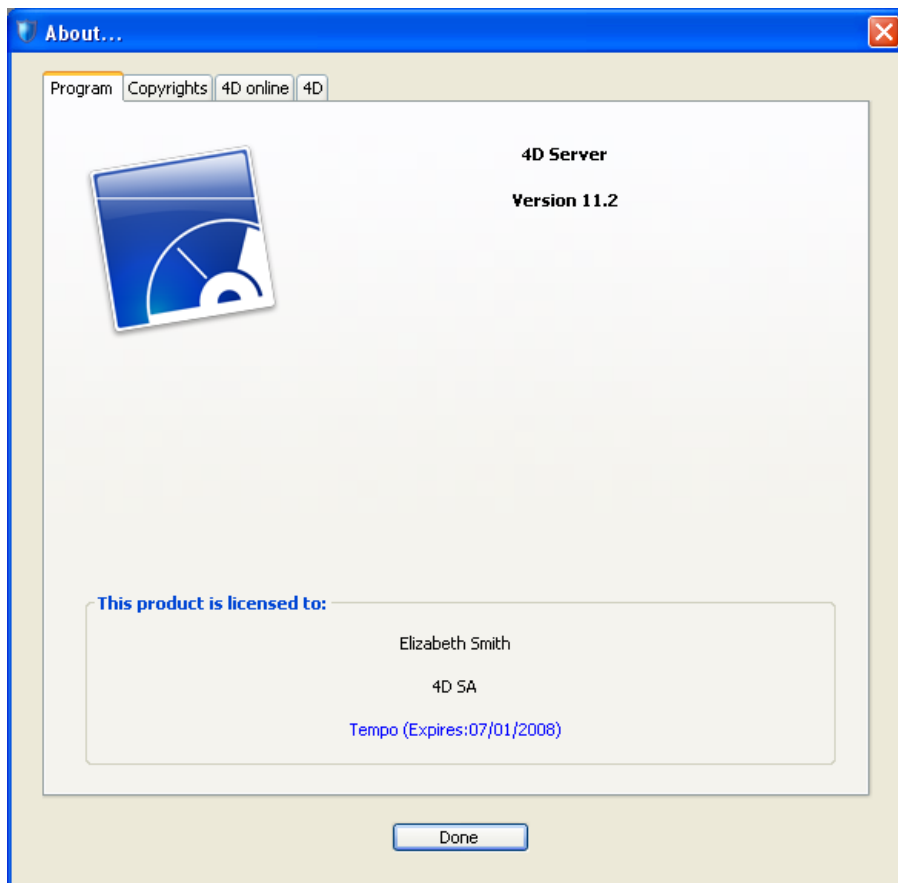 About...
Program Copyrights 4D online 4D
4D Server
Version 11.2
This product is licensed to:
Elizabeth Smith
4D SA
Tempo (Expires:07/01/2008)
Done